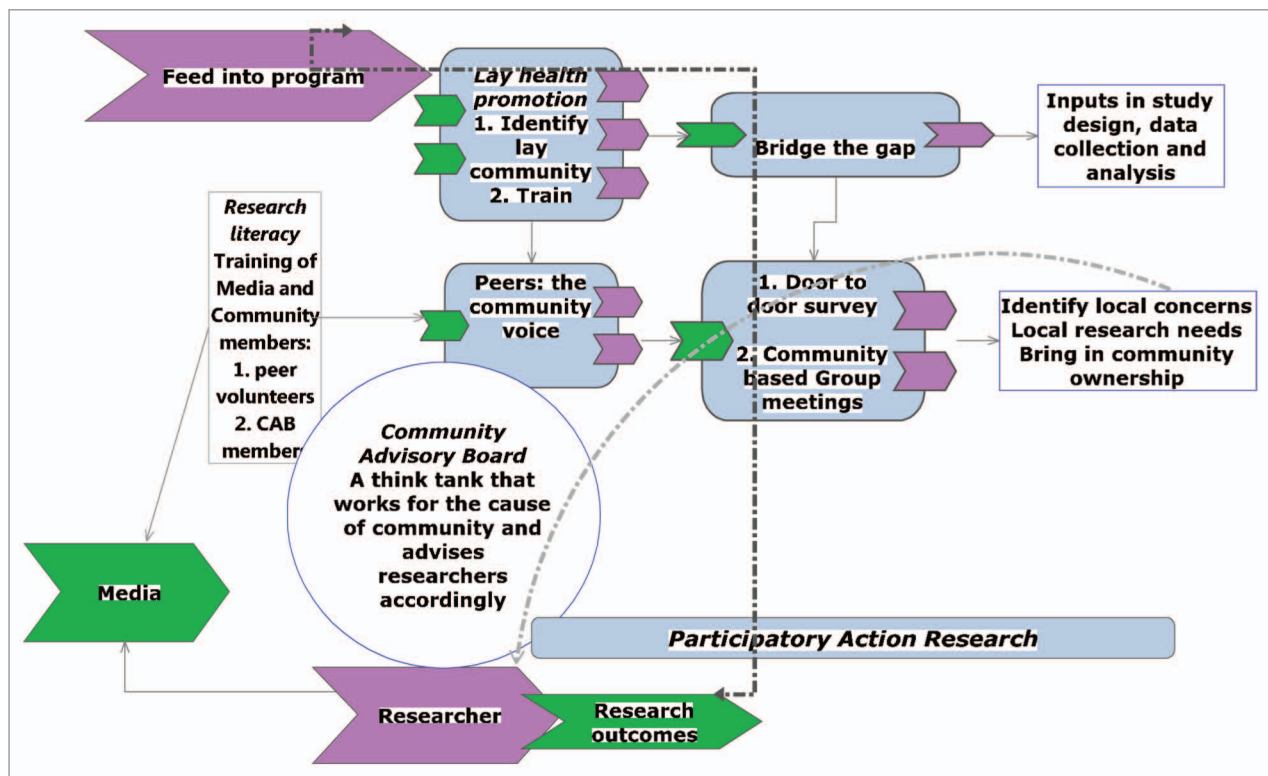 Feed into program
Lay health
promotion
1. Identify
lay
community
2. Train
Bridge the gap
Inputs in study
design, data
collection and
analysis
Research
literacy
Training of
Media and
Community
members:
1. peer
volunteers
2. CAB
member
Peers: the
community
voice
1. Door to
door survey
2. Community
based Group
meetings
Identify local concerns
Local research needs
Bring in community
ownership
Community
Advisory Board
A think tank that
works for the cause
of community and
advises
researchers
accordingly
Media
Participatory Action Research
Researcher
Research
outcomes